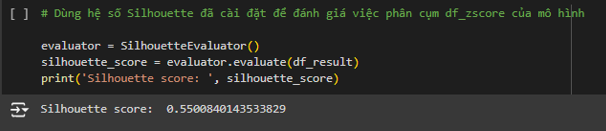 [ ] # Dùng hệ số Silhouette đã cài đặt để đánh giá việc phân cụm df_zscore của mô hình
evaluator = SilhouetteEvaluator()
silhouette_score = evaluator.evaluate(df_result)
print('Silhouette score: ', silhouette_score)
Silhouette score:  0.5500840143533829